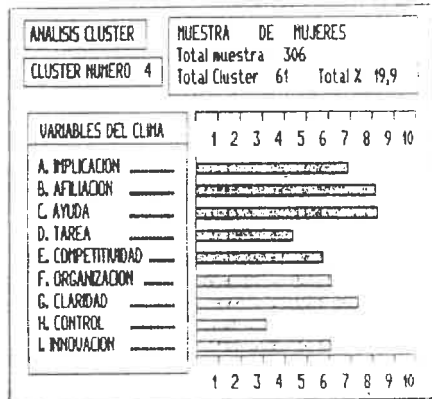 ANALISIS CLUSTER
CLUSTER NUMERO 4
MUESTRA DE MUJERES
Total muestra 306
Total Cluster 61 Total % 19,9
VARIABLES DEL CLIMA
1 2 3 4 5 6 7 8 9 10
A. IMPLICACION
B. AFILIACION
C. AYUDA
D. TAREA
E. COMPETITIVIDAD
F. ORGANIZACION
G. CLARIDAD
H. CONTROL
I. INNOVACION
1 2 3 4 5 6 7 8 9 10